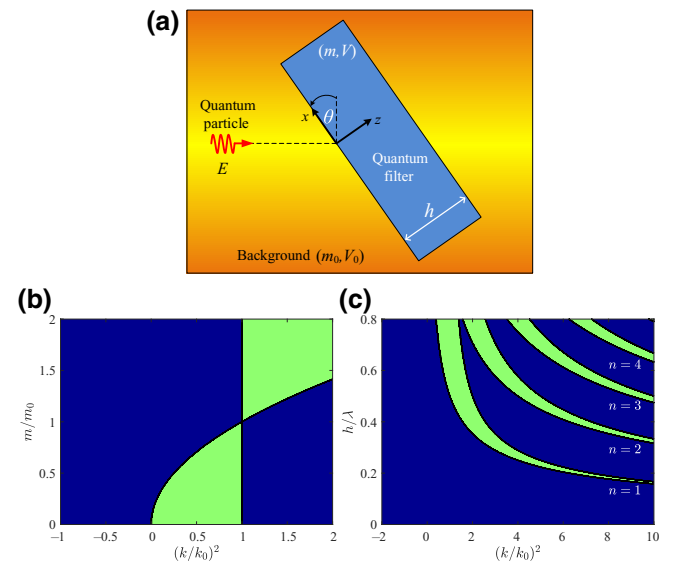 (a)
(m, V)
x
θ
z
Quantum
particle
E
Quantum
filter
h
Background (m₀, V₀)
(b)
2
1.5
1
0.5
0
m/m₀
−1
−0.5
0
0.5
1
1.5
2
(k/k₀)²
(c)
0.8
0.6
0.4
0.2
0
h/λ
n = 4
n = 3
n = 2
n = 1
−2
0
2
4
6
8
10
(k/k₀)²